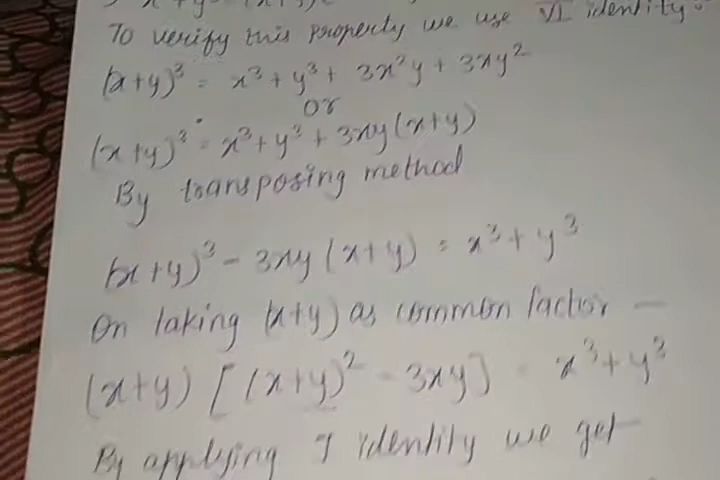 To verify this property we use VI identity.
(x+y)³ = x³+y³+ 3x²y + 3xy²
or
(x+y)³ = x³+y³+3xy(x+y)
By transposing method
(x+y)³ - 3xy (x+y) = x³+y³
On taking (x+y) as common factor —
(x+y) [(x+y)² - 3xy] = x³+y³
By applying I identity we get